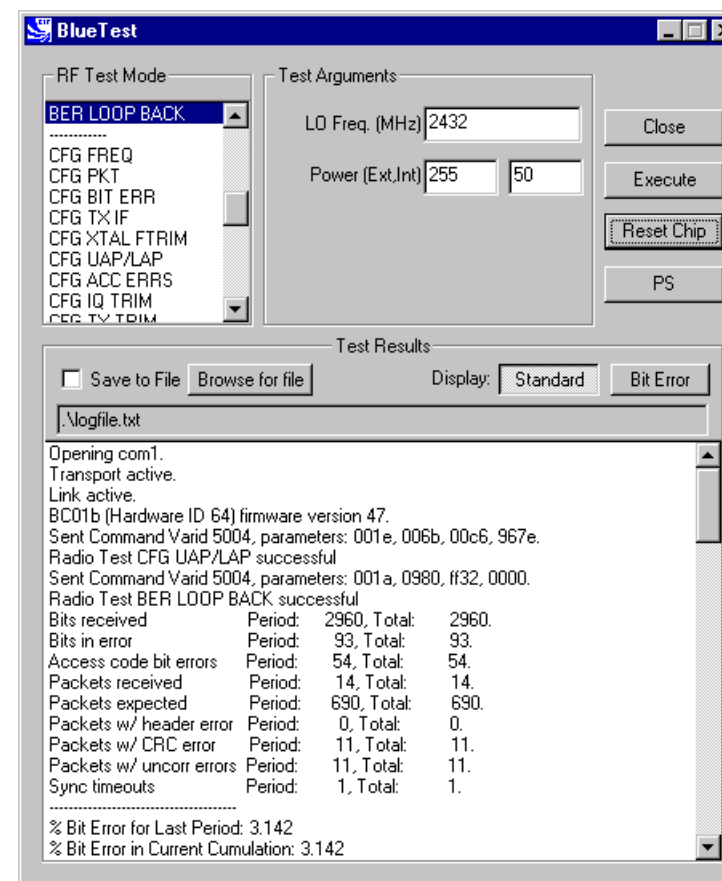 BlueTest
RF Test Mode
BER LOOP BACK
------------
CFG FREQ
CFG PKT
CFG BIT ERR
CFG TX IF
CFG XTAL FTRIM
CFG UAP/LAP
CFG ACC ERRS
CFG IQ TRIM
CFG TX TRIM
Test Arguments
LO Freq. (MHz) 2432
Power (Ext,Int) 255 50
Close
Execute
Reset Chip
PS
Test Results
Save to File Browse for file Display: Standard Bit Error
.\logfile.txt
Opening com1.
Transport active.
Link active.
BC01b (Hardware ID 64) firmware version 47.
Sent Command Varid 5004, parameters: 001e, 006b, 00c6, 967e.
Radio Test CFG UAP/LAP successful
Sent Command Varid 5004, parameters: 001a, 0980, ff32, 0000.
Radio Test BER LOOP BACK successful
Bits received Period: 2960, Total: 2960.
Bits in error Period: 93, Total: 93.
Access code bit errors Period: 54, Total: 54.
Packets received Period: 14, Total: 14.
Packets expected Period: 690, Total: 690.
Packets w/ header error Period: 0, Total: 0.
Packets w/ CRC error Period: 11, Total: 11.
Packets w/ uncorr errors Period: 11, Total: 11.
Sync timeouts Period: 1, Total: 1.
-------------------------------------
% Bit Error for Last Period: 3.142
% Bit Error in Current Cumulation: 3.142